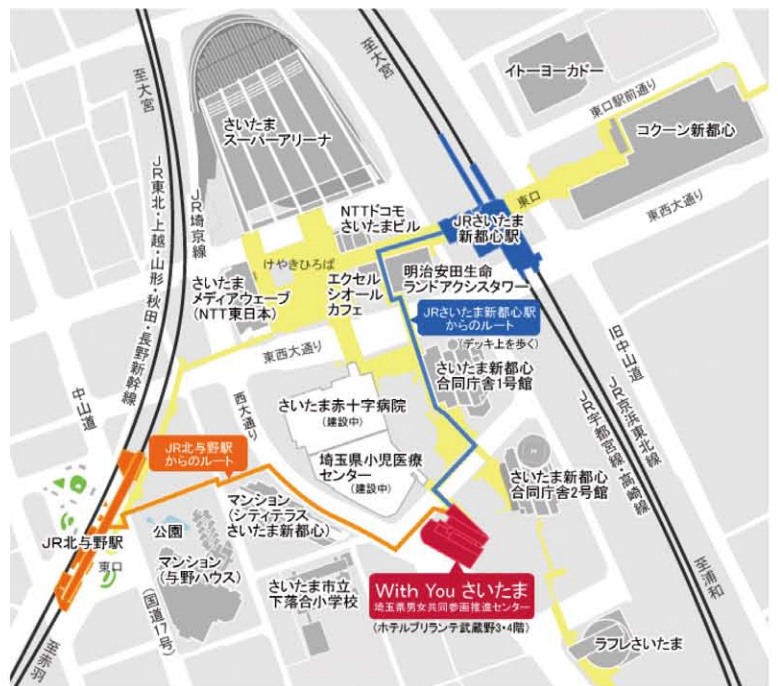 至大宮
至大宮
イトーヨーカドー
東口駅前通り
コクーン新都心
さいたま
スーパーアリーナ
JR東北・上越・山形・秋田・長野新幹線
JR埼京線
NTTドコモ
さいたまビル
JRさいたま
新都心駅
東口
東西大通り
けやきひろば
さいたま
メディアウェーブ
(NTT東日本)
エクセル
シオール
カフェ
明治安田生命
ランドアクシスタワー
JRさいたま新都心駅
からのルート
(デッキ上を歩く)
東西大通り
さいたま新都心
合同庁舎1号館
旧中山道
JR京浜東北線
JR宇都宮線・高崎線
中山道
西大通り
さいたま赤十字病院
(建設中)
JR北与野駅
からのルート
埼玉県小児医療
センター
(建設中)
さいたま新都心
合同庁舎2号館
マンション
(シティテラス
さいたま新都心)
JR北与野駅
東口
公園
マンション
(与野ハウス)
(国道17号)
さいたま市立
下落合小学校
With You さいたま
埼玉県男女共同参画推進センター
(ホテルブリランテ武蔵野3・4階)
至浦和
ラフレさいたま
至赤羽